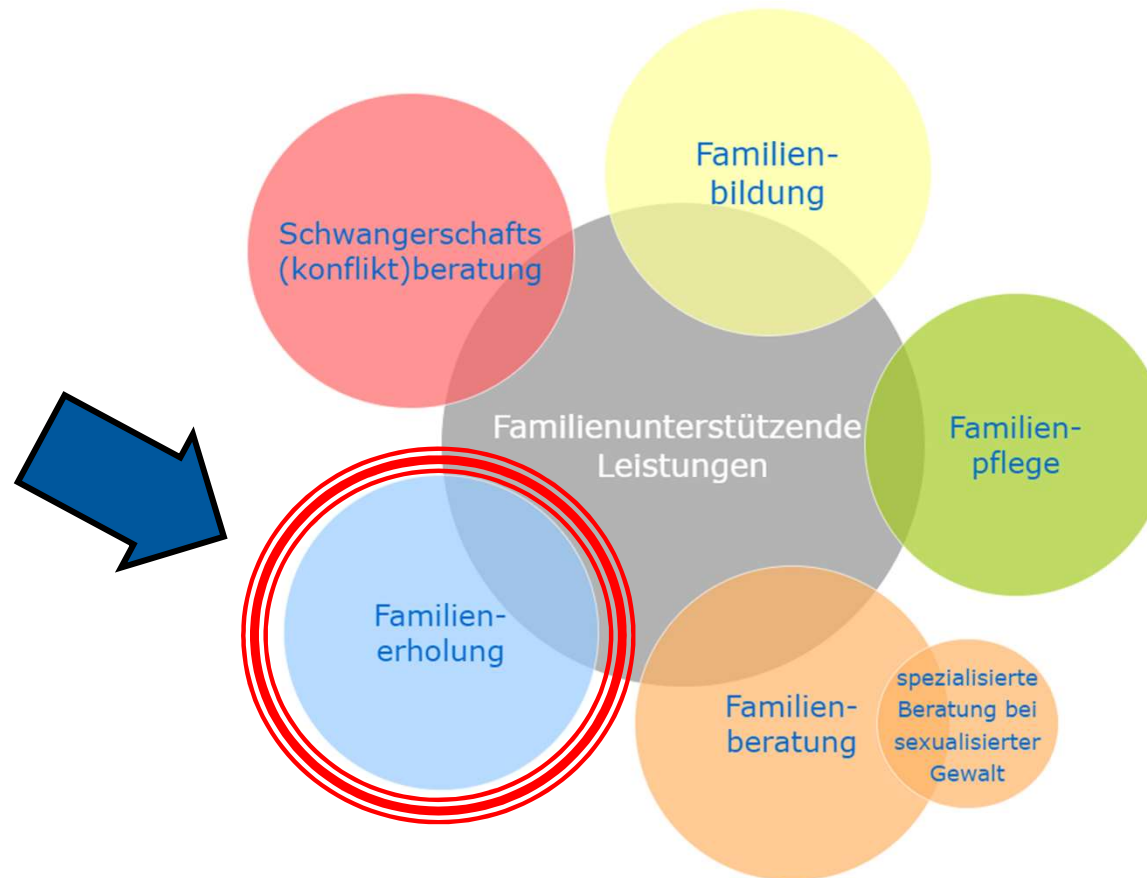 Familien-
bildung
Schwangerschafts
(konflikt)beratung
Familienunterstützende
Leistungen
Familien-
pflege
Familien-
erholung
Familien-
beratung
spezialisierte
Beratung bei
sexualisierter
Gewalt